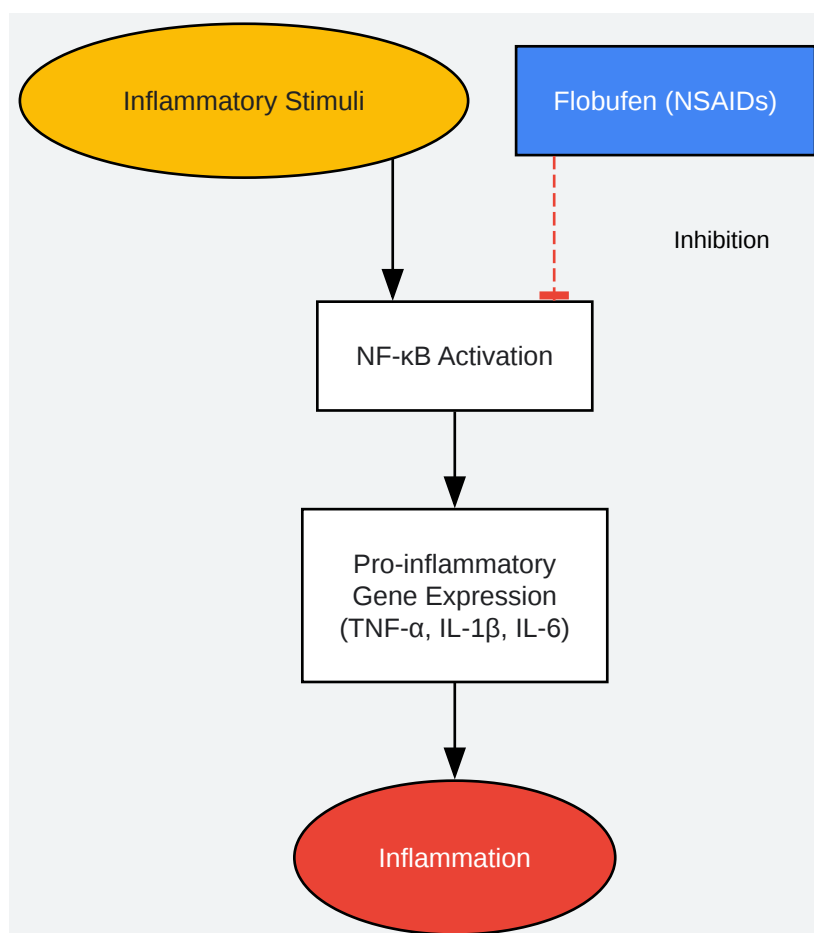 Inflammatory Stimuli
Flobufen (NSAIDs)
Inhibition
NF-κB Activation
Pro-inflammatory
Gene Expression
(TNF-α, IL-1β, IL-6)
Inflammation